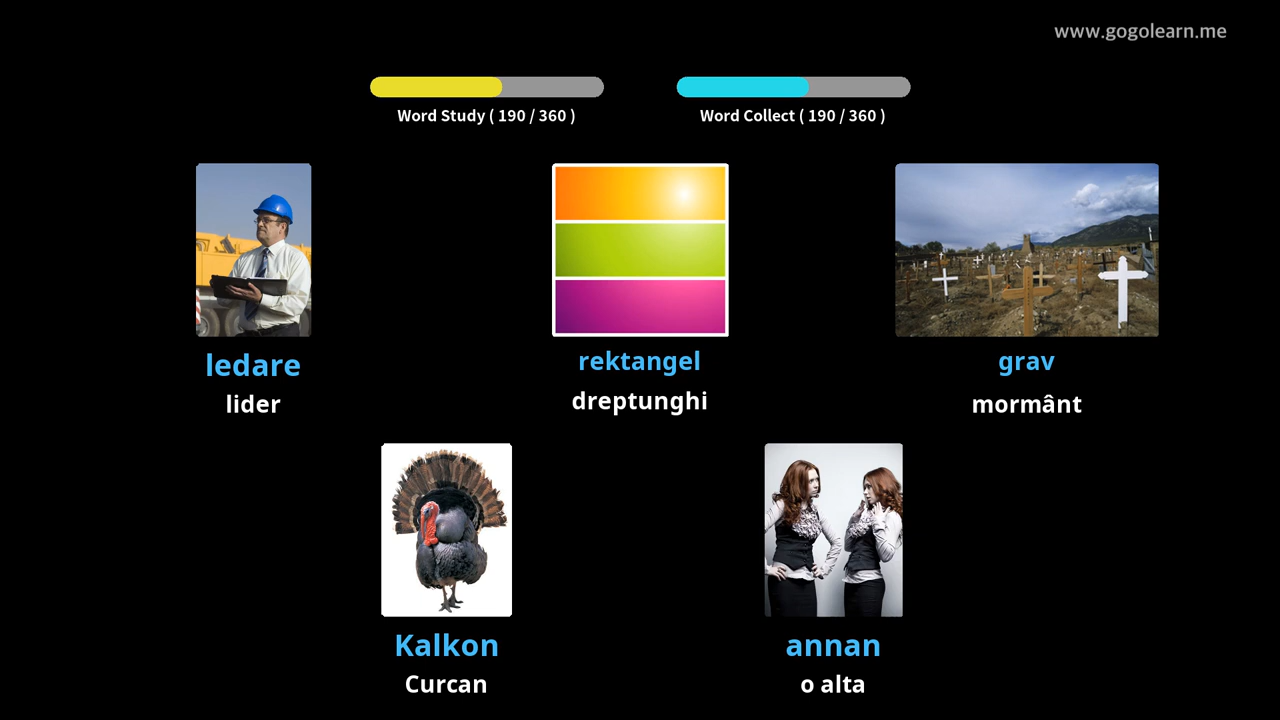 www.gogolearn.me
Word Study ( 190 / 360 )
Word Collect ( 190 / 360 )
ledare
rektangel
grav
lider
dreptunghi
mormânt
Kalkon
annan
Curcan
o alta